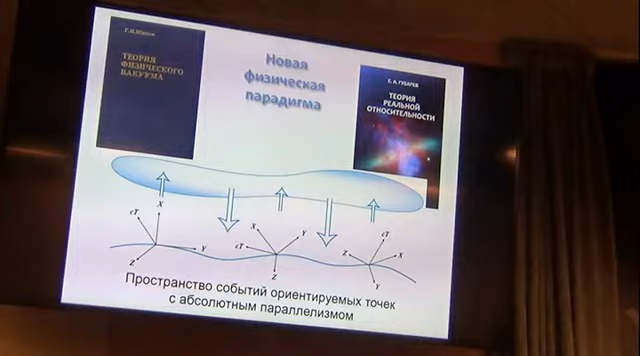 Г.И.Шипов
ТЕОРИЯ
ФИЗИЧЕСКОГО
ВАКУУМА
Новая
физическая
парадигма
Е. А. ГУБАРЕВ
ТЕОРИЯ
РЕАЛЬНОЙ
ОТНОСИТЕЛЬНОСТИ
cT X Y Z
X Y cT Z
cT X Z Y
Пространство событий ориентируемых точек
с абсолютным параллелизмом